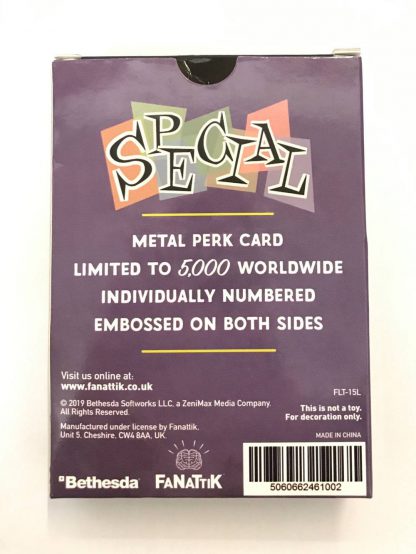 SPECIAL
METAL PERK CARD
LIMITED TO 5,000 WORLDWIDE
INDIVIDUALLY NUMBERED
EMBOSSED ON BOTH SIDES
Visit us online at:
www.fanattik.co.uk
FLT-15L
© 2019 Bethesda Softworks LLC, a ZeniMax Media Company.
All Rights Reserved.
This is not a toy.
For decoration only.
Manufactured under license by Fanattik,
Unit 5, Cheshire, CW4 8AA, UK.
MADE IN CHINA
Bethesda
FANATTIK
5060662461002